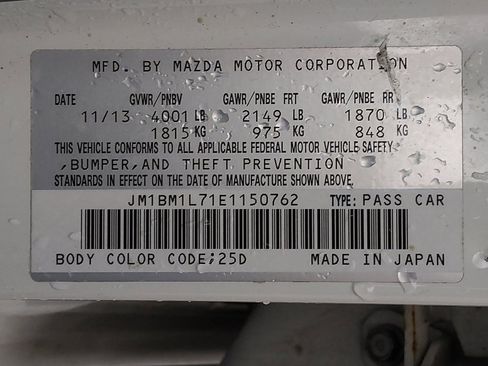 MFD. BY MAZDA MOTOR CORPORATION
DATE GVWR/PNBV GAWR/PNBE FRT GAWR/PNBE RR
11/13 4001 LB 2149 LB 1870 LB
1815 KG 975 KG 848 KG
THIS VEHICLE CONFORMS TO ALL APPLICABLE FEDERAL MOTOR VEHICLE SAFETY
,BUMPER,AND THEFT PREVENTION
STANDARDS IN EFFECT ON THE DATE OF MANUFACTURE SHOWN ABOVE.
JM1BM1L71E1150762 TYPE: PASS CAR
BODY COLOR CODE;25D MADE IN JAPAN